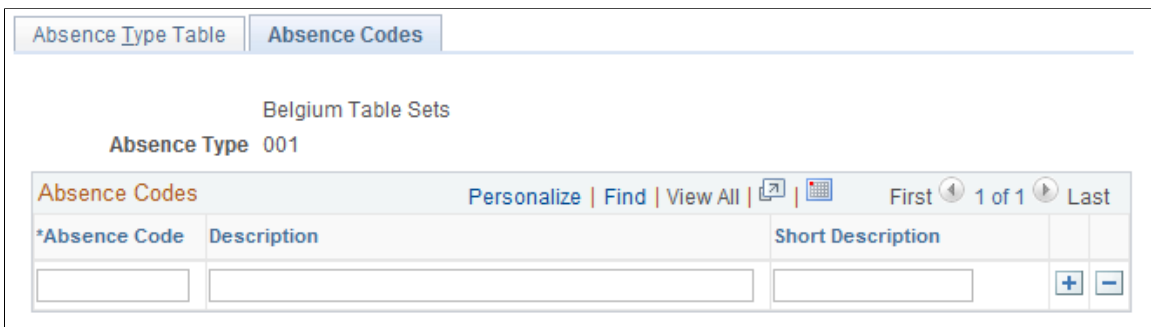 Absence Type Table Absence Codes
Belgium Table Sets
Absence Type 001
Absence Codes Personalize | Find | View All | | First 1 of 1 Last
*Absence Code Description Short Description